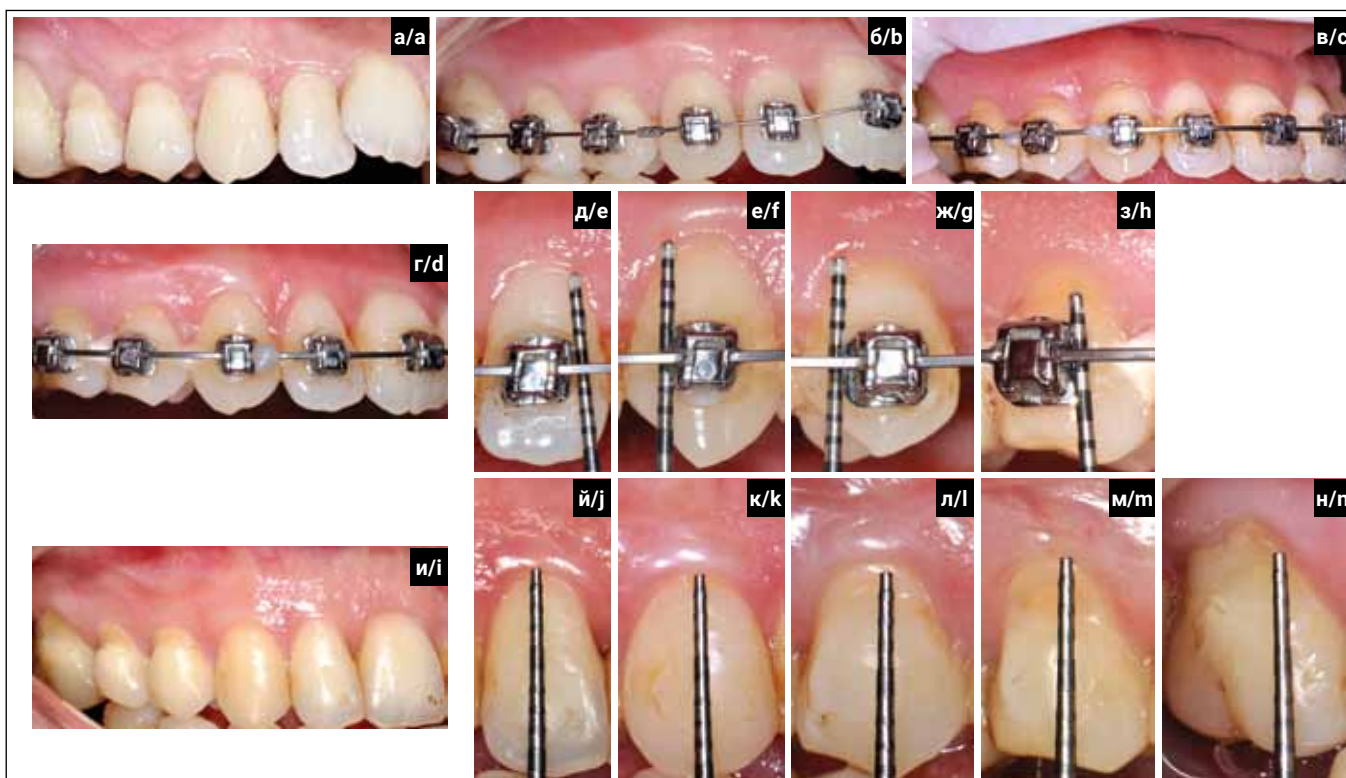 а/a
б/b
в/c
г/d
д/e
е/f
ж/g
з/h
и/i
й/j
к/k
л/l
м/m
н/n